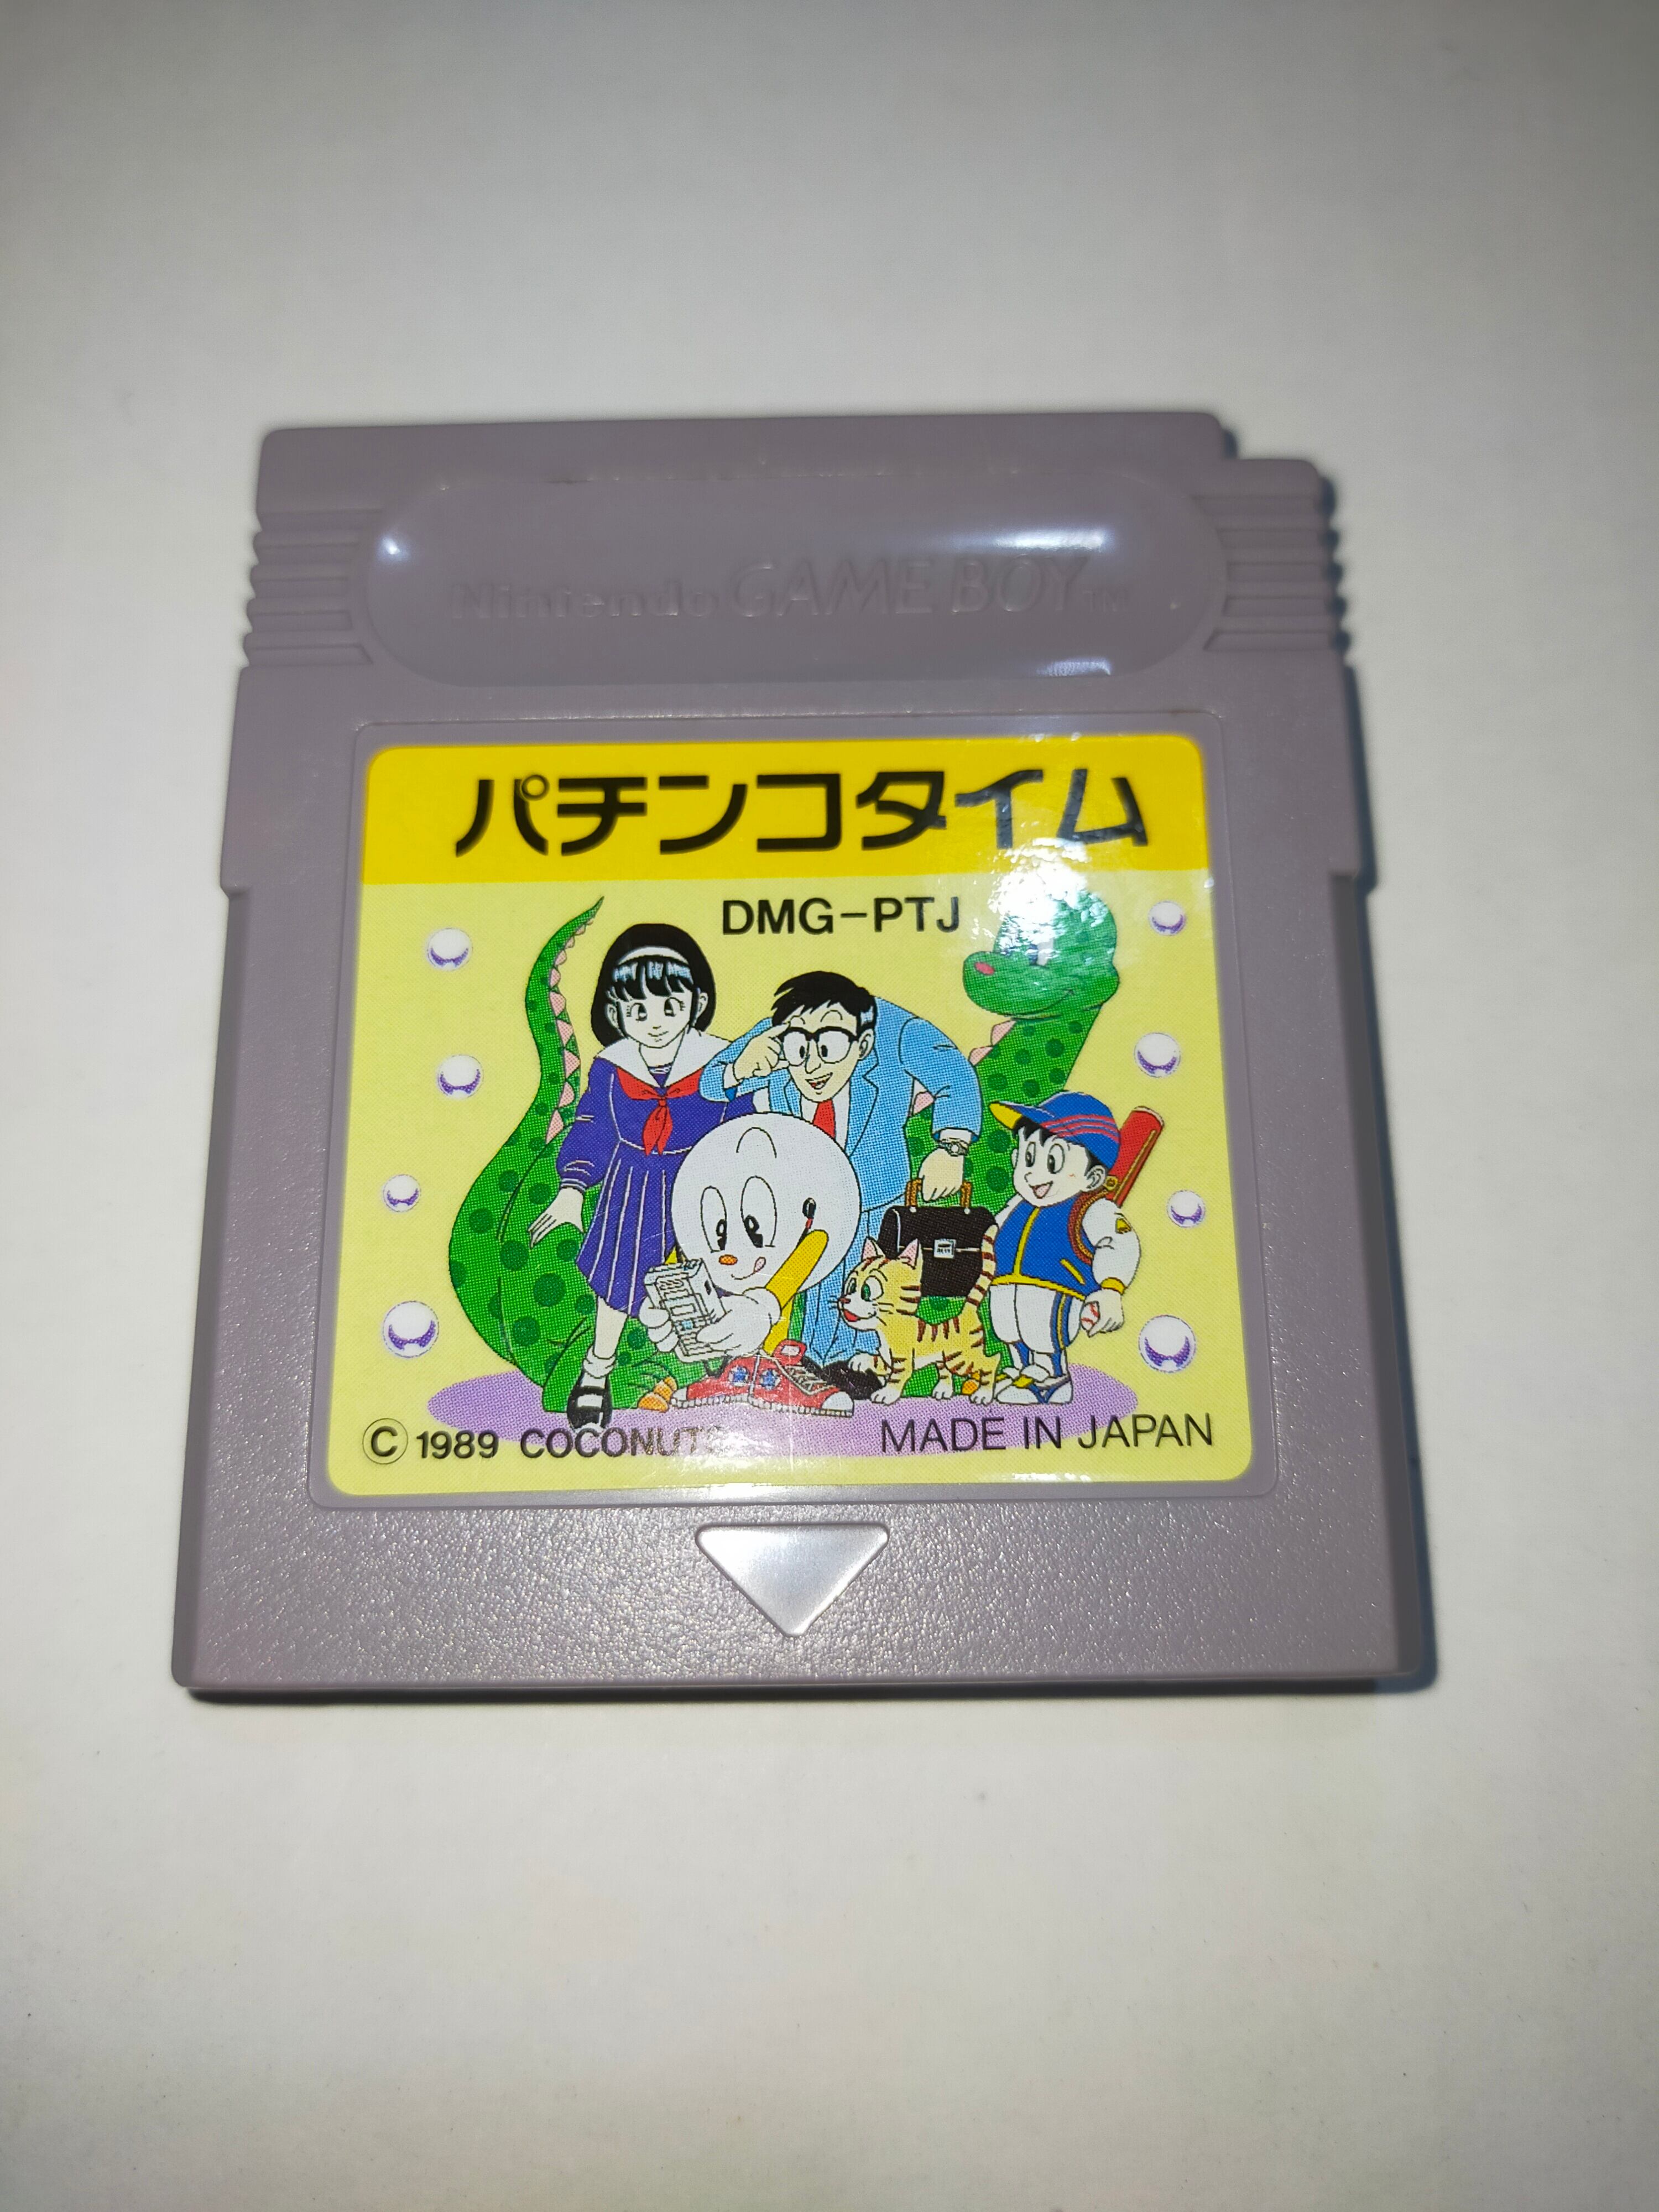 Nintendo GAME BOY™
パチンコタイム
DMG-PTJ
© 1989 COCONUTS
MADE IN JAPAN